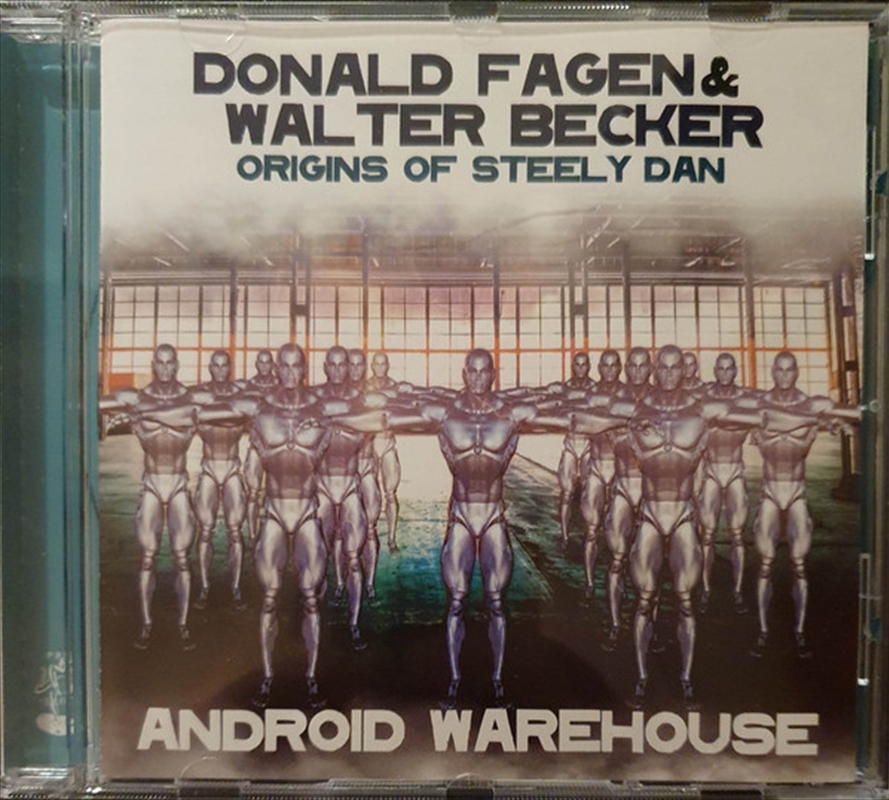 DONALD FAGEN &
WALTER BECKER
ORIGINS OF STEELY DAN
ANDROID WAREHOUSE